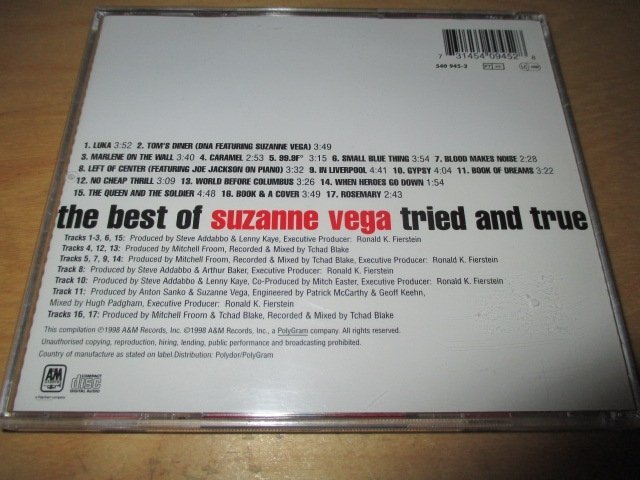 7 31454 09452 8
540 945-2
1. LUKA 3:52 2. TOM'S DINER (DNA FEATURING SUZANNE VEGA) 3:49
3. MARLENE ON THE WALL 3:40 4. CARAMEL 2:53 5. 99.9F° 3:15 6. SMALL BLUE THING 3:54 7. BLOOD MAKES NOISE 2:28
8. LEFT OF CENTER (FEATURING JOE JACKSON ON PIANO) 3:32 9. IN LIVERPOOL 4:41 10. GYPSY 4:04 11. BOOK OF DREAMS 3:22
12. NO CHEAP THRILL 3:09 13. WORLD BEFORE COLUMBUS 3:26 14. WHEN HEROES GO DOWN 1:54
15. THE QUEEN AND THE SOLDIER 4:48 16. BOOK & A COVER 3:49 17. ROSEMARY 2:43
the best of suzanne vega tried and true
Tracks 1-3, 6, 15: Produced by Steve Addabbo & Lenny Kaye, Executive Producer: Ronald K. Fierstein
Tracks 4, 12, 13: Produced by Mitchell Froom, Recorded & Mixed by Tchad Blake
Tracks 5, 7, 9, 14: Produced by Mitchell Froom, Recorded & Mixed by Tchad Blake, Executive Producer: Ronald K. Fierstein
Track 8: Produced by Steve Addabbo & Arthur Baker, Executive Producer: Ronald K. Fierstein
Track 10: Produced by Steve Addabbo & Lenny Kaye, Co-Produced by Mitch Easter, Executive Producer: Ronald K. Fierstein
Track 11: Produced by Anton Sanko & Suzanne Vega, Engineered by Patrick McCarthy & Geoff Keehn,
Mixed by Hugh Padgham, Executive Producer: Ronald K. Fierstein
Tracks 16, 17: Produced by Mitchell Froom & Tchad Blake, Recorded & Mixed by Tchad Blake
This compilation ℗1998 A&M Records, Inc. ©1998 A&M Records, Inc., a PolyGram company. All rights reserved.
Unauthorised copying, reproduction, hiring, lending, public performance and broadcasting prohibited.
Country of manufacture as stated on label.Distribution: Polydor/PolyGram
A&M
COMPACT
disc
DIGITAL AUDIO
a PolyGram company